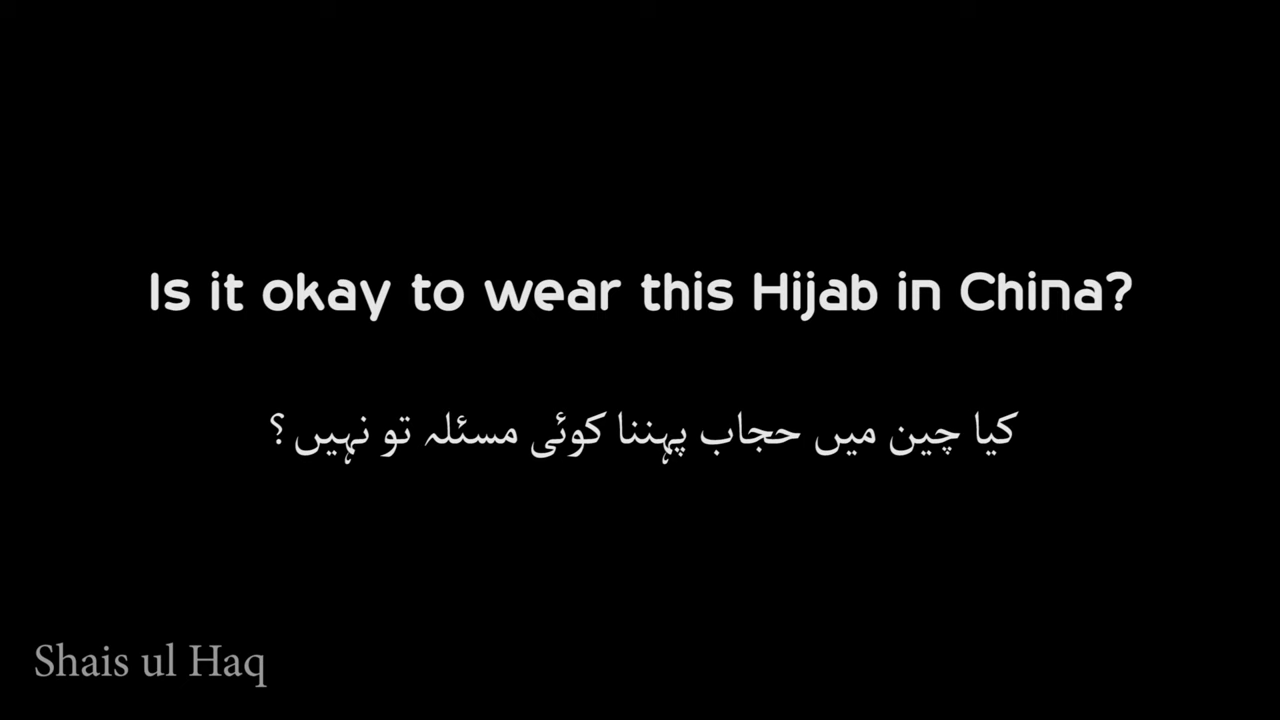 Is it okay to wear this Hijab in China?
کیا چین میں حجاب پہننا کوئی مسئلہ تو نہیں ؟
Shais ul Haq